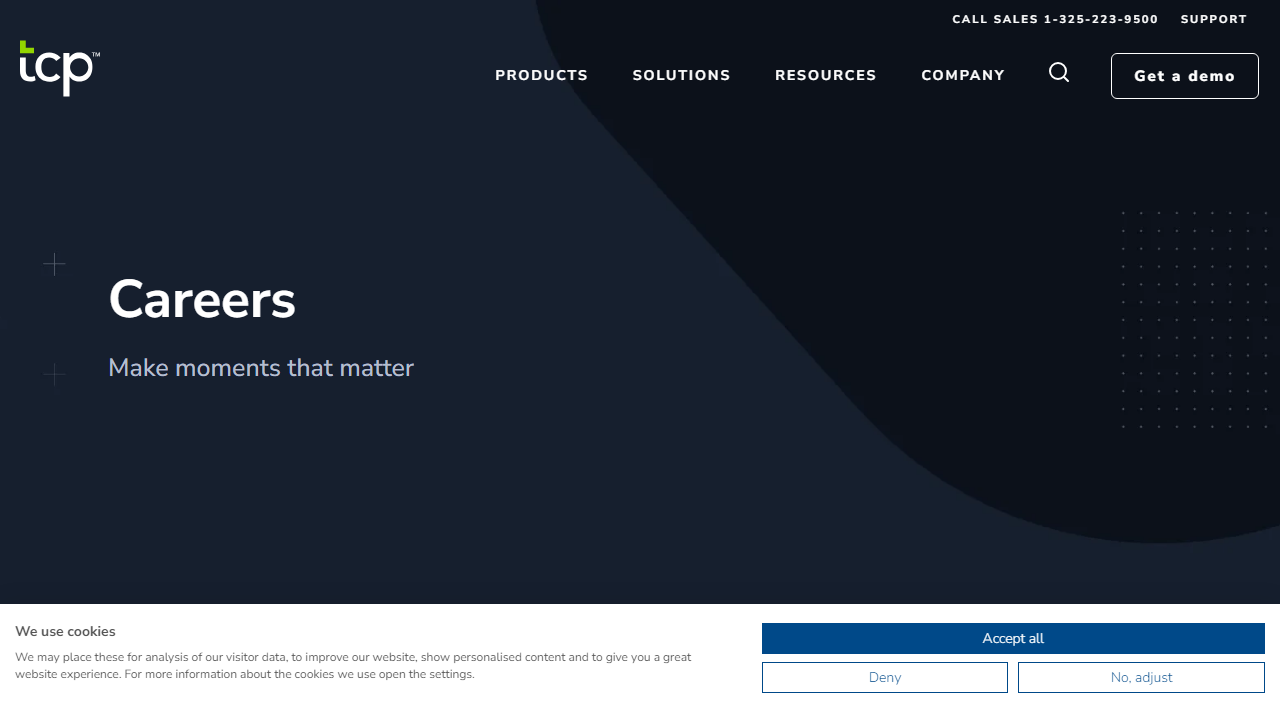 CALL SALES 1-325-223-9500 SUPPORT
tcp™
PRODUCTS SOLUTIONS RESOURCES COMPANY Get a demo
Careers
Make moments that matter
We use cookies
We may place these for analysis of our visitor data, to improve our website, show personalised content and to give you a great
website experience. For more information about the cookies we use open the settings.
Accept all
Deny No, adjust